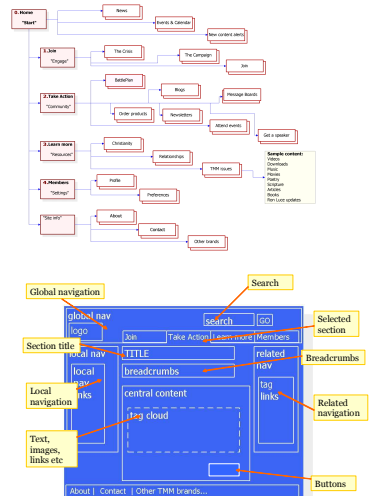 0. Home
"Start"
News
Events & Calendar
New content alerts
1.Join
"Engage"
The Crisis
The Campaign
Join
2.Take Action
"Community"
BattlePlan
Blogs
Message Boards
Order products
Newsletters
Attend events
Get a speaker
3.Learn more
"Resources"
Christianity
Relationships
TMM issues
Sample content:
Videos
Downloads
Music
Movies
Poetry
Scripture
Articles
Books
Ron Luce updates
4.Members
"Settings"
Profile
Preferences
"Site info"
About
Contact
Other brands
Search
Global navigation
Selected
section
global nav
search
GO
logo
Join
Take Action
Learn more
Members
Section title
local nav
TITLE
related
nav
Breadcrumbs
breadcrumbs
local
nav
links
tag
links
Local
navigation
central content
Related
navigation
tag cloud
Text,
images,
links etc
Buttons
About | Contact | Other TMM brands...